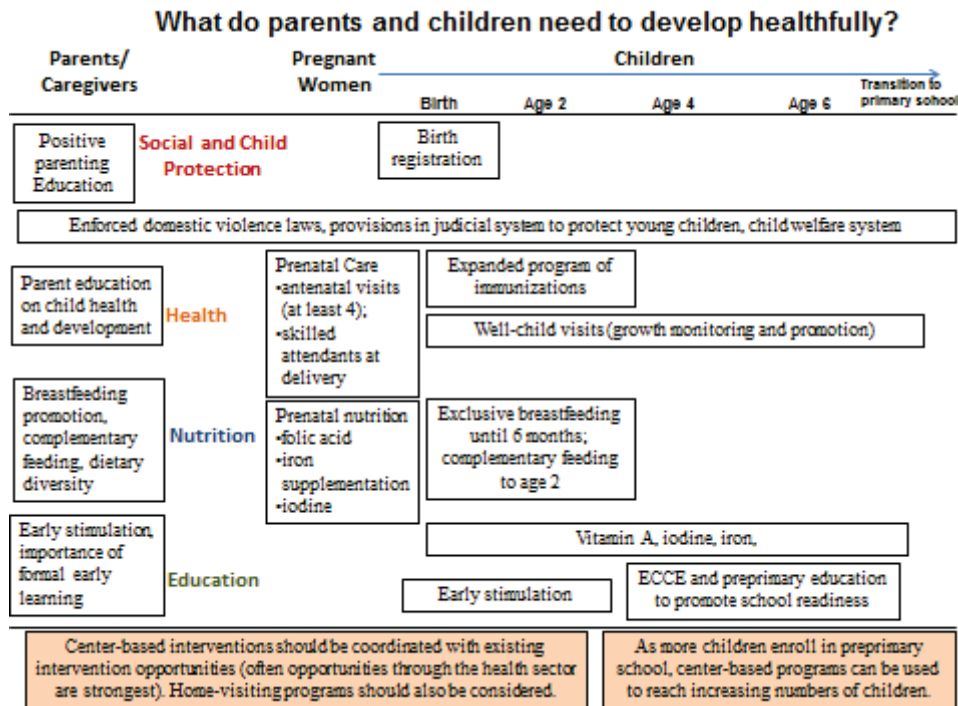 What do parents and children need to develop healthfully?
Parents/
Caregivers
Pregnant
Women
Children
Birth
Age 2
Age 4
Age 6
Transition to
primary school
Positive
parenting
Education
Social and Child
Protection
Birth
registration
Enforced domestic violence laws, provisions in judicial system to protect young children, child welfare system
Parent education
on child health
and development
Health
Prenatal Care
•antenatal visits
(at least 4);
•skilled
attendants at
delivery
Expanded program of
immunizations
Well-child visits (growth monitoring and promotion)
Breastfeeding
promotion,
complementary
feeding, dietary
diversity
Nutrition
Prenatal nutrition
•folic acid
•iron
supplementation
•iodine
Exclusive breastfeeding
until 6 months;
complementary feeding
to age 2
Vitamin A, iodine, iron,
Early stimulation,
importance of
formal early
learning
Education
Early stimulation
ECCE and preprimary education
to promote school readiness
Center-based interventions should be coordinated with existing
intervention opportunities (often opportunities through the health sector
are strongest). Home-visiting programs should also be considered.
As more children enroll in preprimary
school, center-based programs can be used
to reach increasing numbers of children.